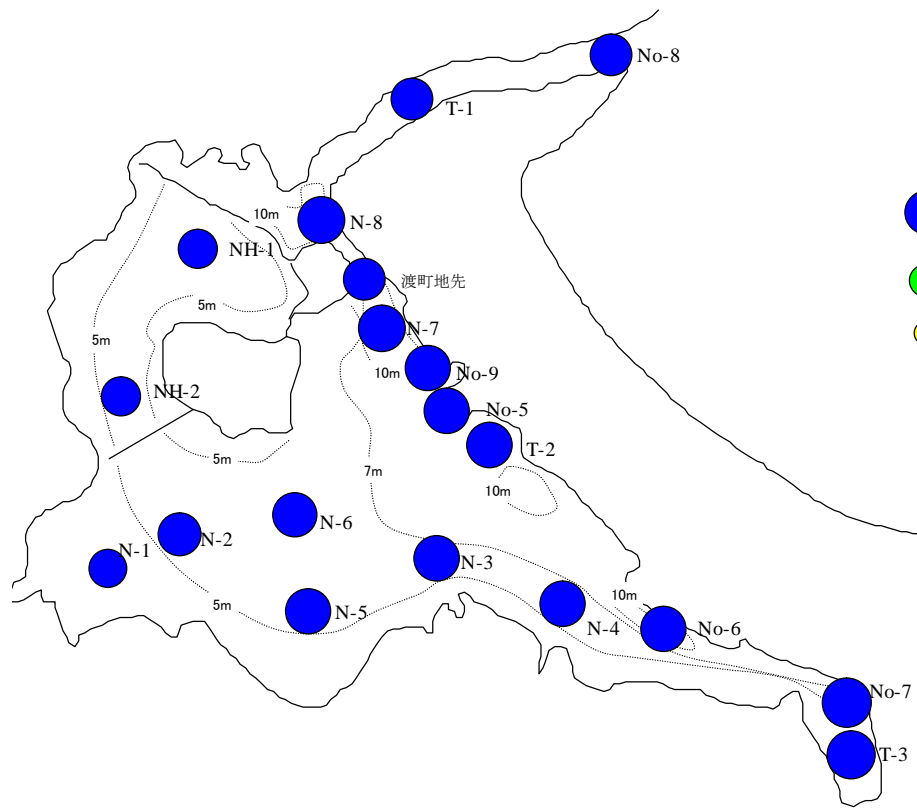 No-8
T-1
10m
N-8
NH-1
渡町地先
5m
N-7
5m
10m
No-9
NH-2
No-5
T-2
5m
7m
10m
N-6
N-2
N-1
N-3
10m
5m
N-5
N-4
No-6
No-7
T-3